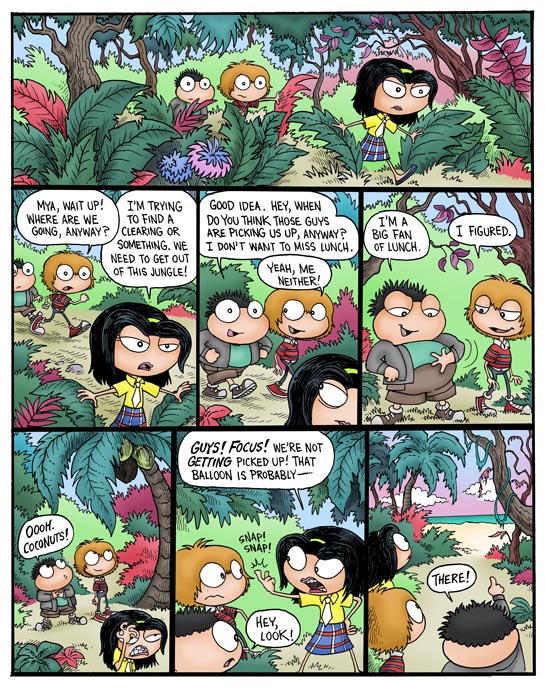 MYA, WAIT UP!
WHERE ARE WE
GOING, ANYWAY?
I'M TRYING
TO FIND A
CLEARING OR
SOMETHING. WE
NEED TO GET OUT
OF THIS JUNGLE!
GOOD IDEA. HEY, WHEN
DO YOU THINK THOSE GUYS
ARE PICKING US UP, ANYWAY?
I DON'T WANT TO MISS LUNCH.
YEAH, ME
NEITHER!
I'M A
BIG FAN
OF LUNCH.
I FIGURED.
OOOH.
COCONUTS!
GUYS! FOCUS! WE'RE NOT
GETTING PICKED UP! THAT
BALLOON IS PROBABLY—
SNAP!
SNAP!
HEY,
LOOK!
THERE!